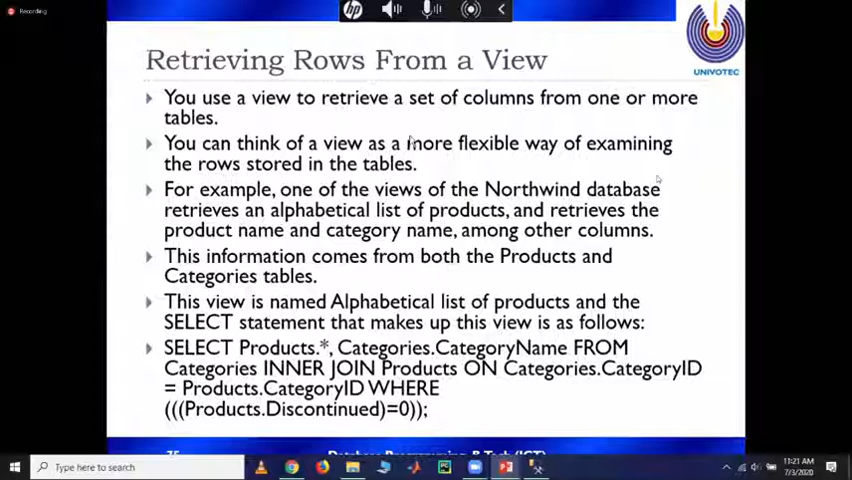 Recording
hp
UNIVOTEC
Retrieving Rows From a View
You use a view to retrieve a set of columns from one or more
tables.
You can think of a view as a more flexible way of examining
the rows stored in the tables.
For example, one of the views of the Northwind database
retrieves an alphabetical list of products, and retrieves the
product name and category name, among other columns.
This information comes from both the Products and
Categories tables.
This view is named Alphabetical list of products and the
SELECT statement that makes up this view is as follows:
SELECT Products.*, Categories.CategoryName FROM
Categories INNER JOIN Products ON Categories.CategoryID
= Products.CategoryID WHERE
(((Products.Discontinued)=0));
75 Database Programming B Tech (ICT)
Type here to search
11:21 AM
7/3/2020